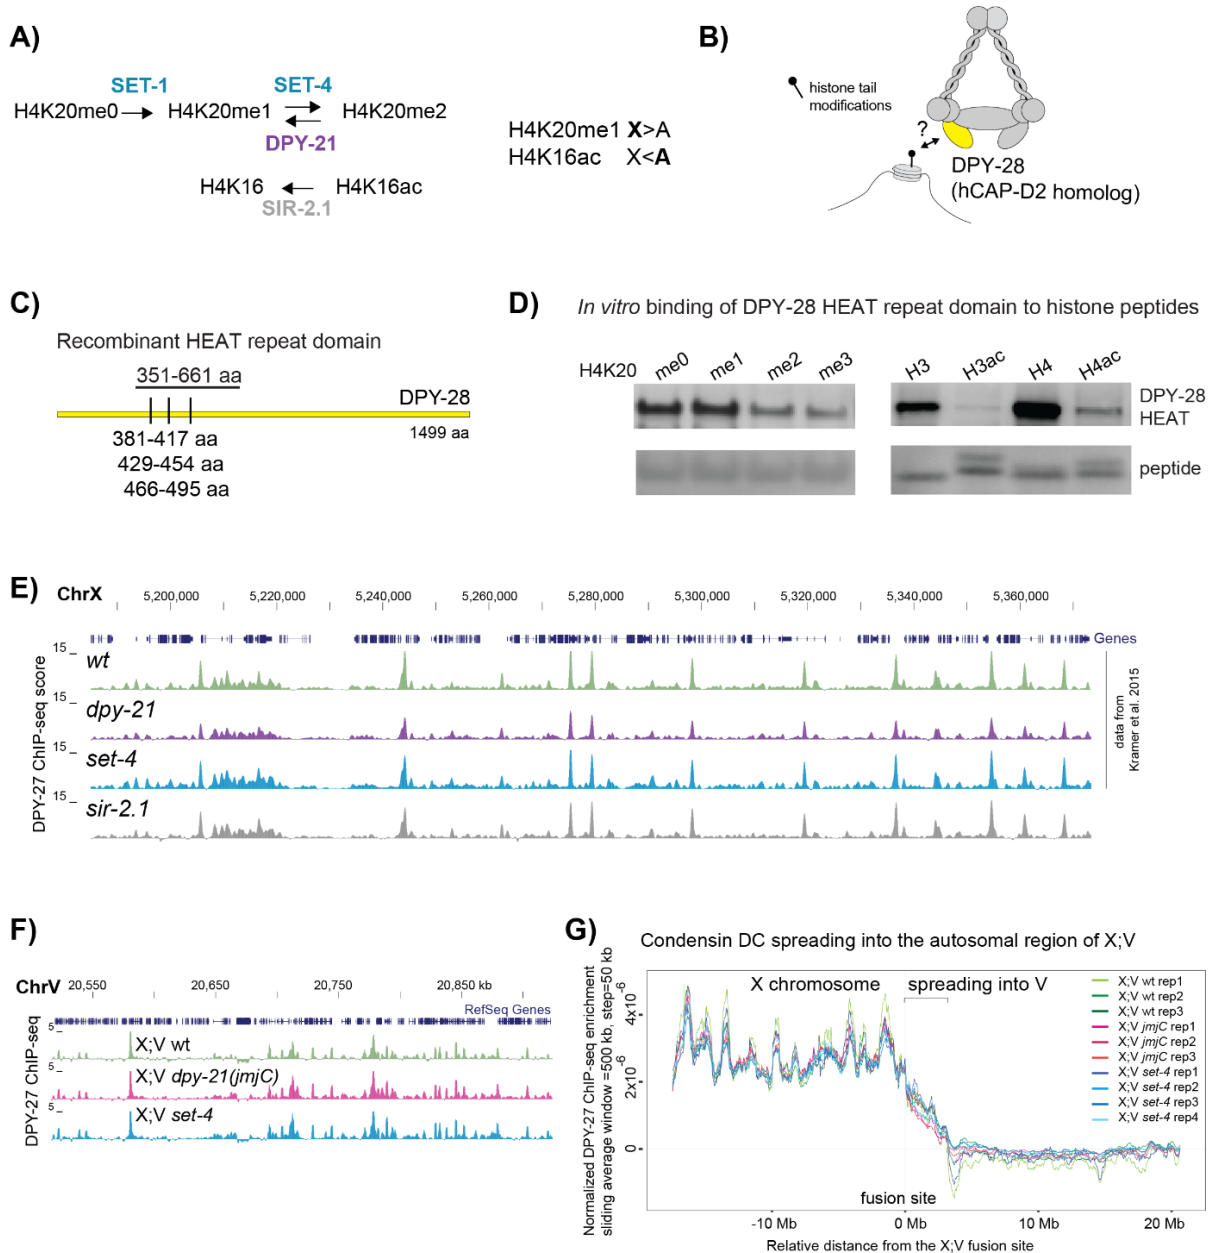 A)
SET-1
SET-4
H4K20me0
H4K20me1
H4K20me2
DPY-21
H4K16
H4K16ac
SIR-2.1
H4K20me1 X>A
H4K16ac X<A
B)
histone tail
modifications
?
DPY-28
(hCAP-D2 homolog)
C)
Recombinant HEAT repeat domain
351-661 aa
DPY-28
1499 aa
381-417 aa
429-454 aa
466-495 aa
D)
In vitro binding of DPY-28 HEAT repeat domain to histone peptides
H4K20 me0 me1 me2 me3
H3 H3ac H4 H4ac
DPY-28
HEAT
peptide
E)
ChrX 5,200,000 5,220,000 5,240,000 5,260,000 5,280,000 5,300,000 5,320,000 5,340,000 5,360,000
Genes
DPY-27 ChIP-seq score
15
wt
15
dpy-21
15
set-4
15
sir-2.1
data from
Kramer et al. 2015
F)
ChrV 20,550 20,650 20,750 20,850 kb
RefSeq Genes
DPY-27 ChIP-seq
5
X;V wt
5
X;V dpy-21(jmjC)
5
X;V set-4
G)
Condensin DC spreading into the autosomal region of X;V
Normalized DPY-27 ChIP-seq enrichment
sliding average window =500 kb, step=50 kb
4x10-6
2x10-6
0
X chromosome
spreading into V
X;V wt rep1
X;V wt rep2
X;V wt rep3
X;V jmjC rep1
X;V jmjC rep2
X;V jmjC rep3
X;V set-4 rep1
X;V set-4 rep2
X;V set-4 rep3
X;V set-4 rep4
fusion site
-10 Mb 0 Mb 10 Mb 20 Mb
Relative distance from the X;V fusion site